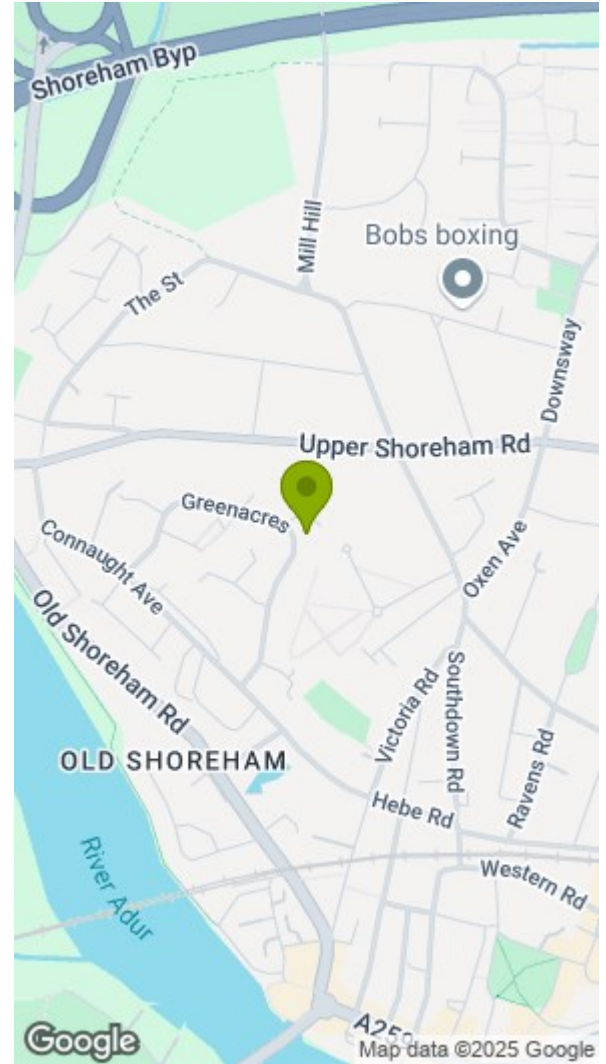 Shoreham Byp
Mill Hill
Bobs boxing
The St
Downsway
Upper Shoreham Rd
Greenacres
Connaught Ave
Oxen Ave
Old Shoreham Rd
Victoria Rd
Southdown Rd
Ravens Rd
OLD SHOREHAM
Hebe Rd
River Adur
Western Rd
Google
Map data ©2025 Google